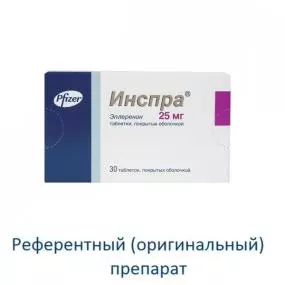 Pfizer
Инспра®
Эплеренон 25 мг
таблетки, покрытые оболочкой
30 таблеток, покрытых оболочкой
Референтный (оригинальный)
препарат